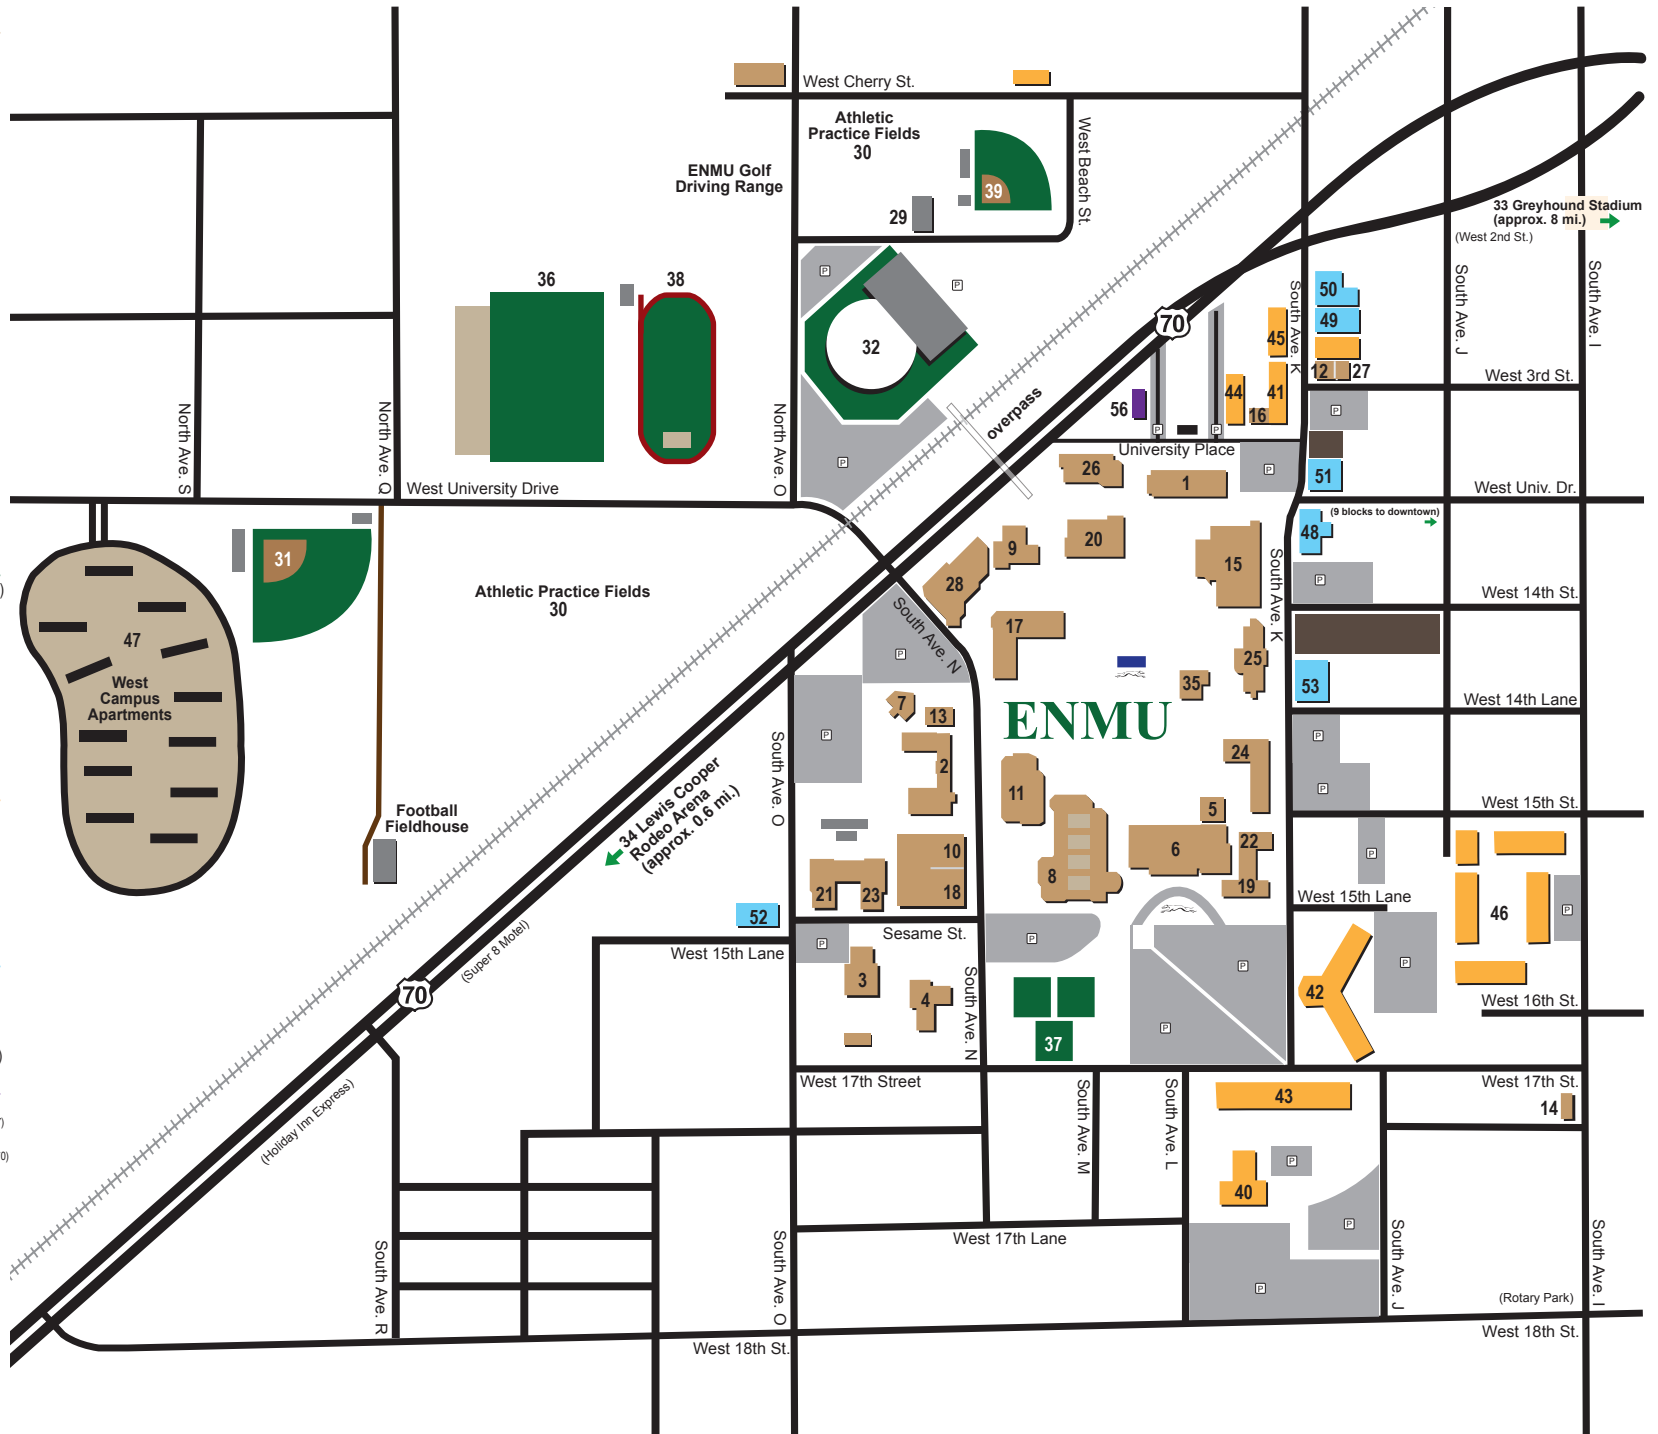 West Cherry St.
Athletic
Practice Fields
30
West Beach St.
ENMU Golf
Driving Range
39
29
33 Greyhound Stadium
(approx. 8 mi.)
(West 2nd St.)
P
P
36
38
32
70
South Ave. K
South Ave. J
South Ave. I
50
49
45
12
27
West 3rd St.
44
41
16
56
P
P
P
overpass
North Ave. S
North Ave. Q
North Ave. O
University Place
P
P
26
1
51
West University Drive
West Univ. Dr.
(9 blocks to downtown)
48
31
9
20
15
South Ave. K
28
P
West 14th St.
Athletic Practice Fields
30
South Ave. N
17
47
25
P
35
53
West
Campus
Apartments
West 14th Lane
7
13
ENMU
P
P
South Ave. O
2
24
11
P
5
West 15th St.
Football
Fieldhouse
34 Lewis Cooper
Rodeo Arena
(approx. 0.6 mi.)
10
6
22
P
8
18
21
23
19
West 15th Lane
46
P
52
Sesame St.
P
P
West 15th Lane
(Super 8 Motel)
P
P
3
4
42
70
South Ave. N
West 16th St.
P
37
West 17th Street
West 17th St.
South Ave. M
South Ave. L
43
14
(Holiday Inn Express)
P
40
P
South Ave. R
South Ave. O
West 17th Lane
South Ave. J
South Ave. I
P
(Rotary Park)
West 18th St.
West 18th St.
)
)
)
0)